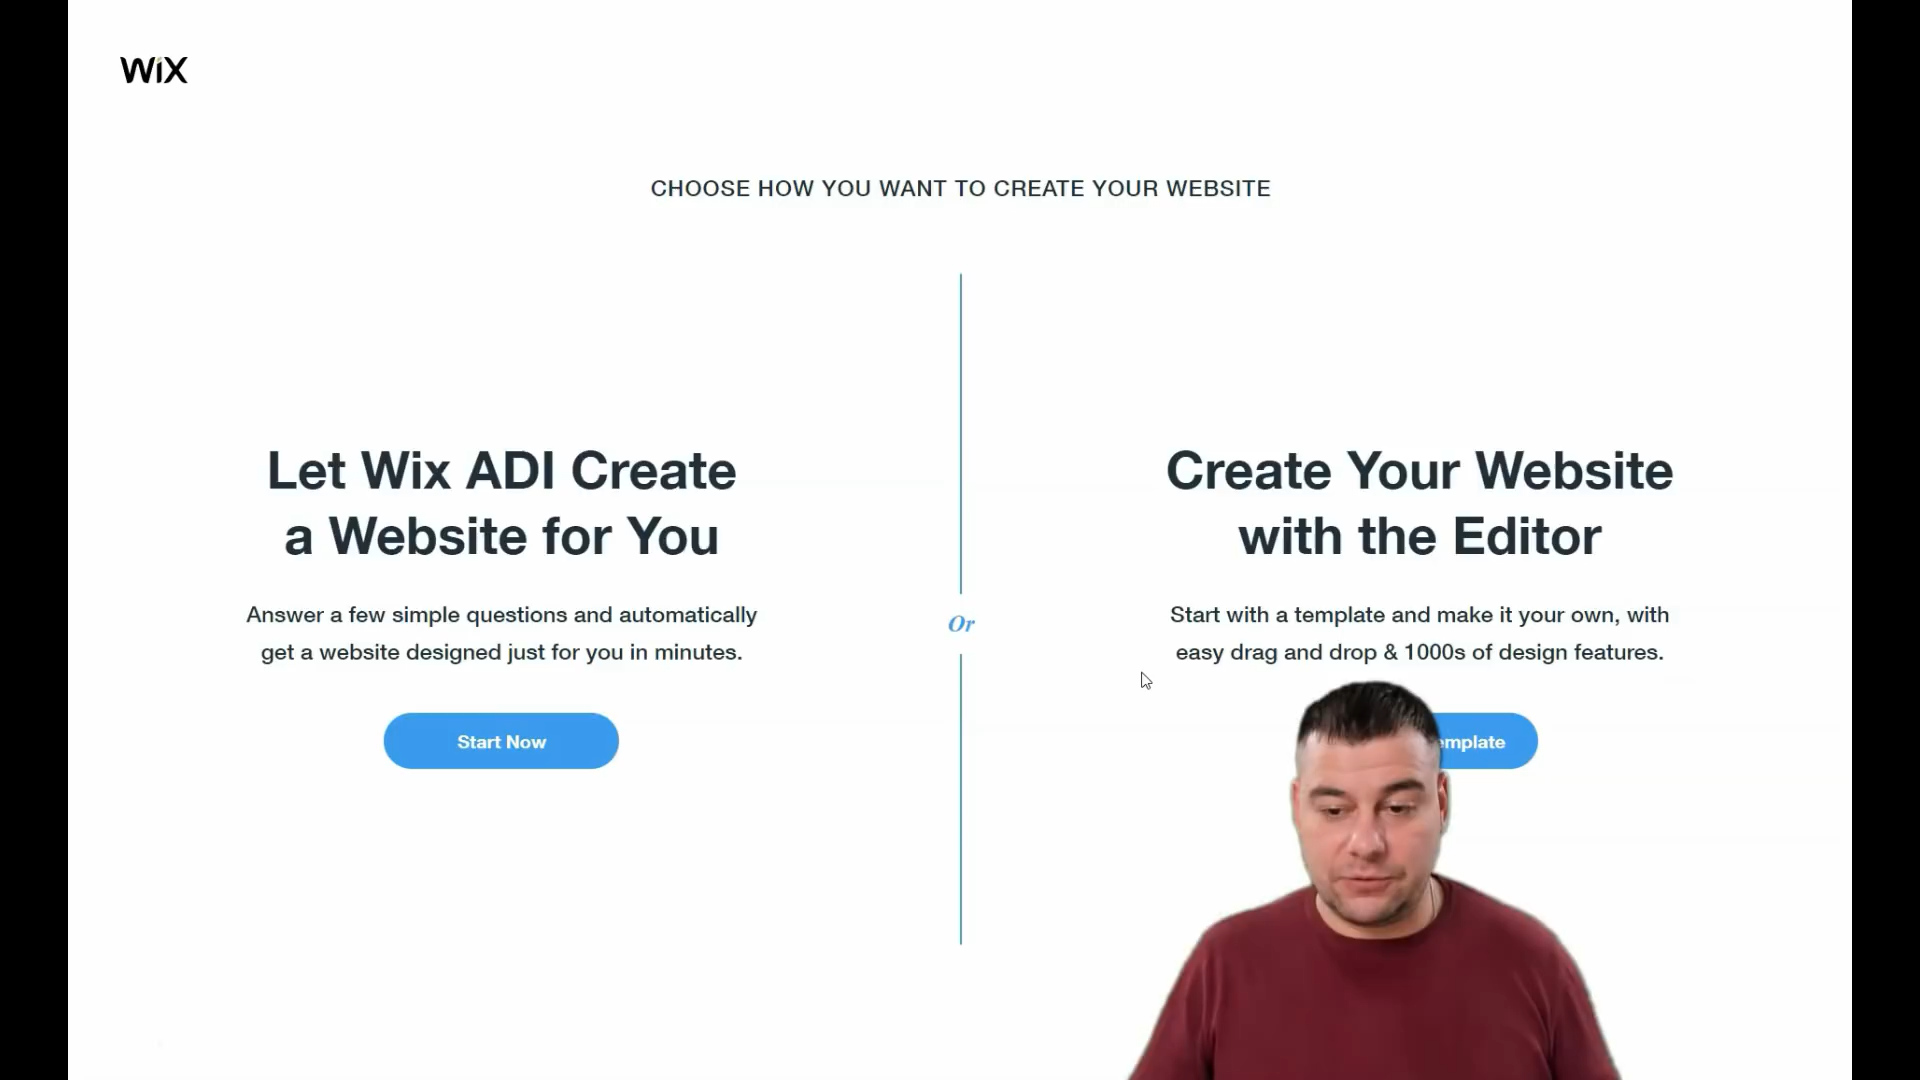 WiX
CHOOSE HOW YOU WANT TO CREATE YOUR WEBSITE
Let Wix ADI Create
a Website for You
Answer a few simple questions and automatically
get a website designed just for you in minutes.
Start Now
Or
Create Your Website
with the Editor
Start with a template and make it your own, with
easy drag and drop & 1000s of design features.